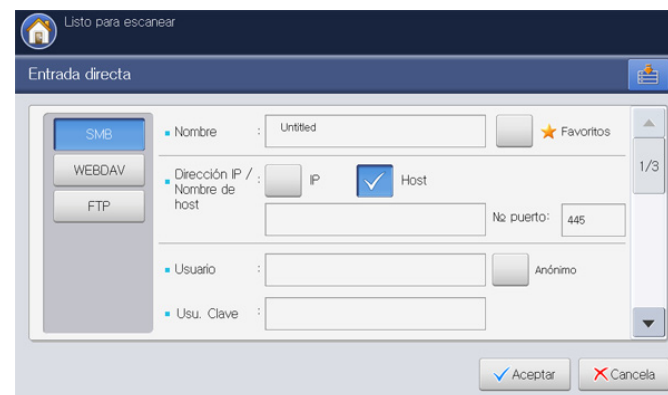 Listo para escanear
Entrada directa
SMB
WEBDAV
FTP
Nombre : Untitled Favoritos
Dirección IP / Nombre de host : IP Host
№ puerto: 445
Usuario : Anónimo
Usu. Clave :
1/3
Aceptar Cancela